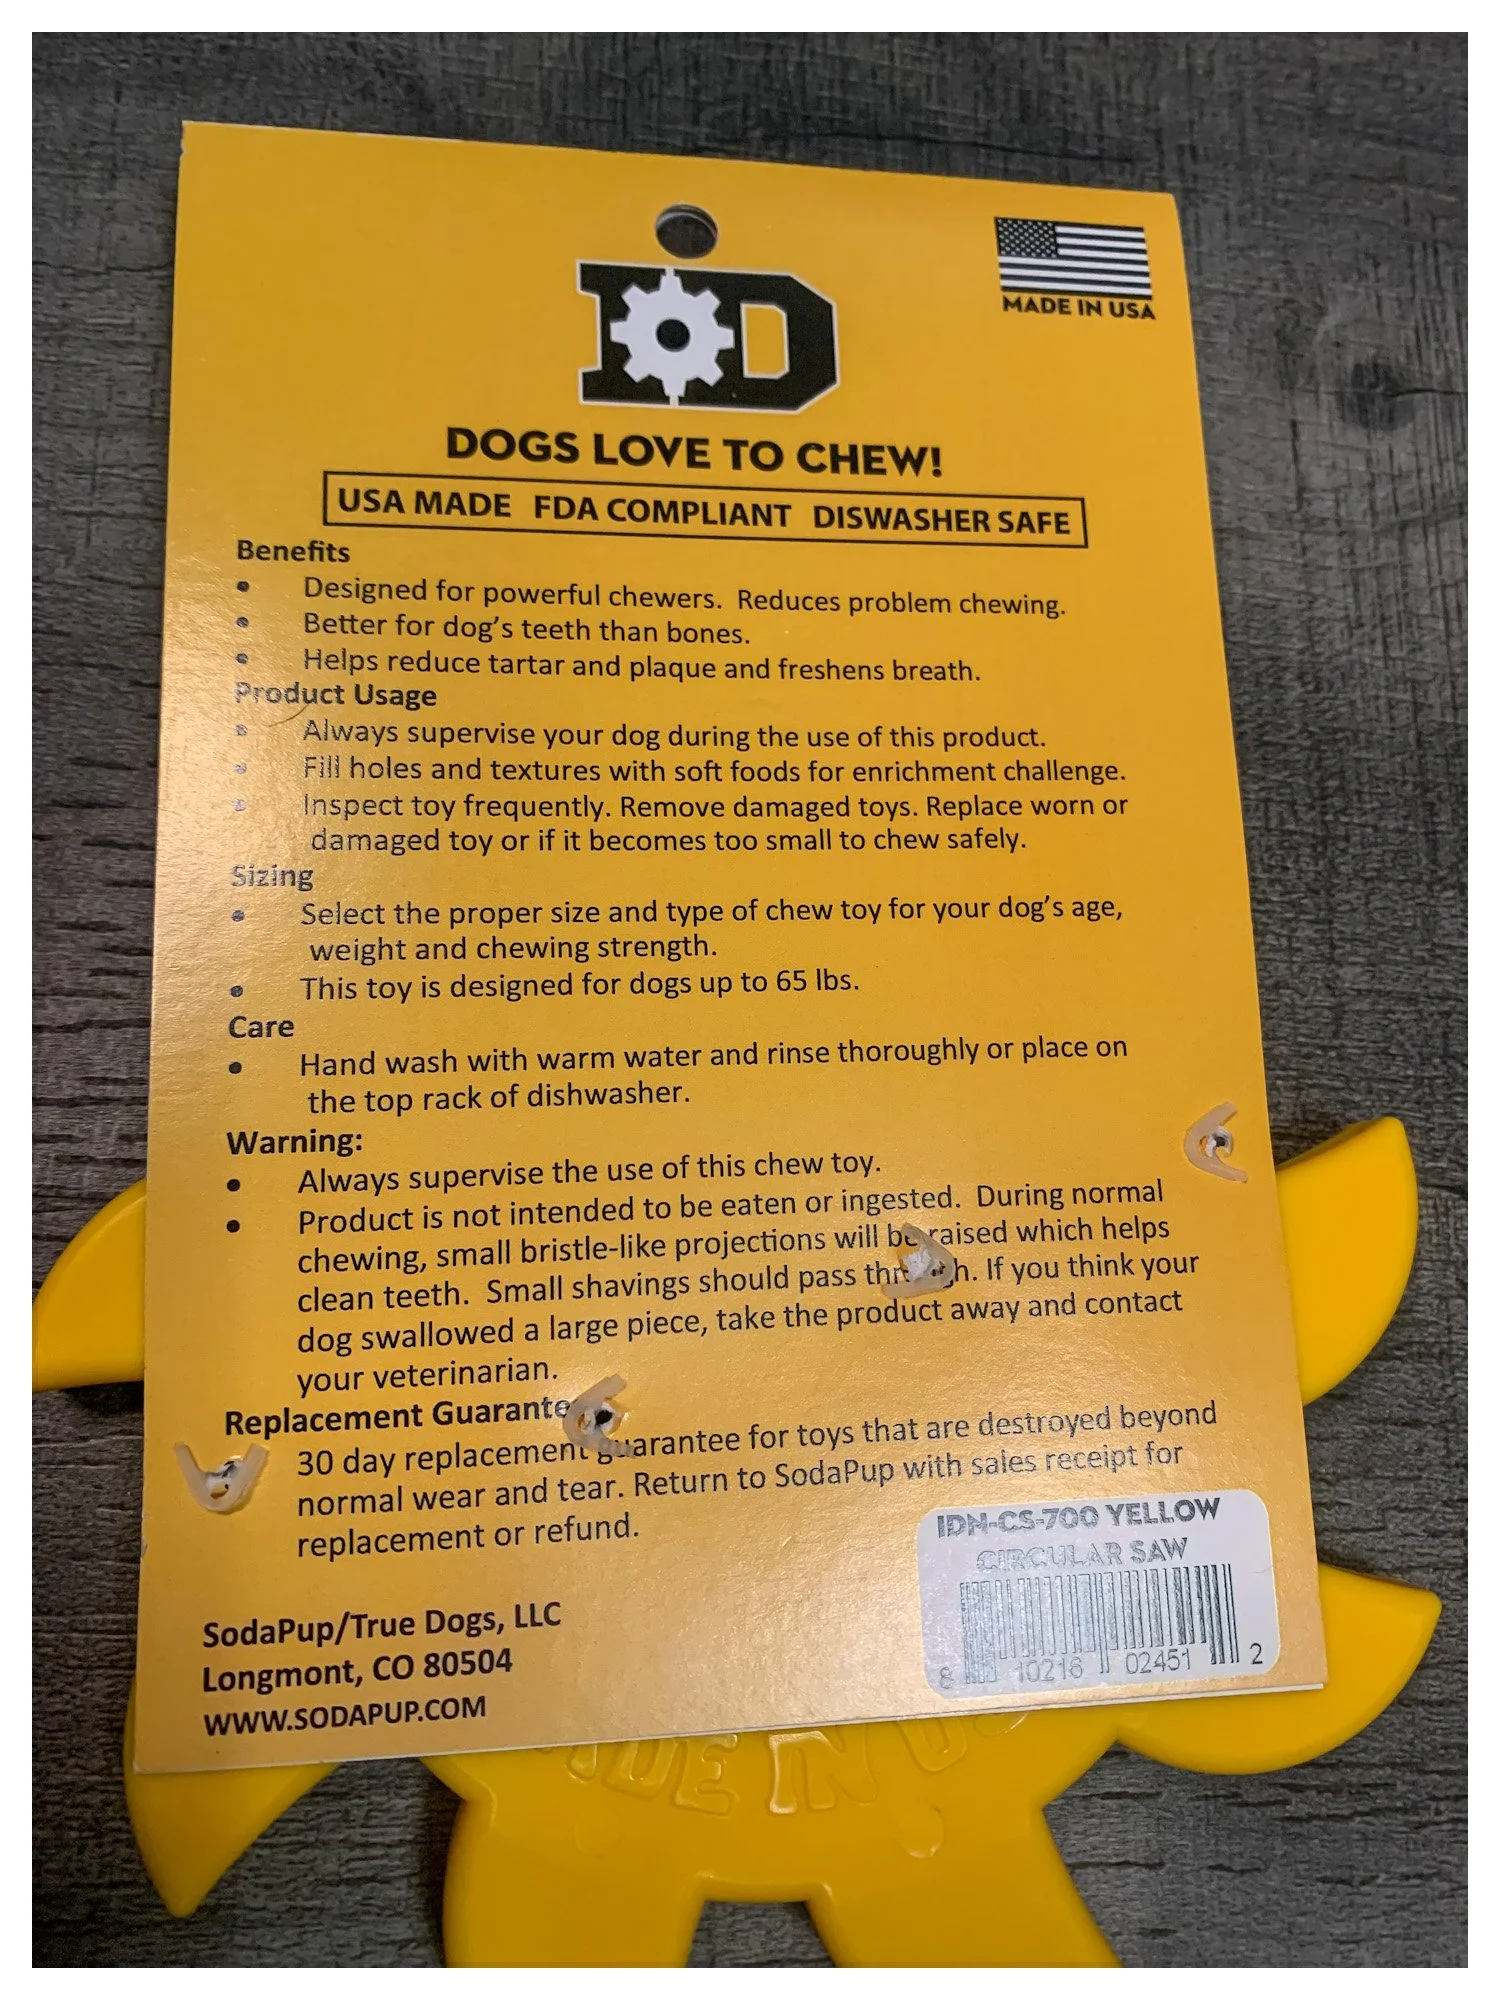 MADE IN USA
ID
DOGS LOVE TO CHEW!
USA MADE FDA COMPLIANT DISWASHER SAFE
Benefits
• Designed for powerful chewers. Reduces problem chewing.
• Better for dog's teeth than bones.
• Helps reduce tartar and plaque and freshens breath.
Product Usage
• Always supervise your dog during the use of this product.
• Fill holes and textures with soft foods for enrichment challenge.
• Inspect toy frequently. Remove damaged toys. Replace worn or
damaged toy or if it becomes too small to chew safely.
Sizing
• Select the proper size and type of chew toy for your dog's age,
weight and chewing strength.
• This toy is designed for dogs up to 65 lbs.
Care
• Hand wash with warm water and rinse thoroughly or place on
the top rack of dishwasher.
Warning:
• Always supervise the use of this chew toy.
• Product is not intended to be eaten or ingested. During normal
chewing, small bristle-like projections will be raised which helps
clean teeth. Small shavings should pass through. If you think your
dog swallowed a large piece, take the product away and contact
your veterinarian.
Replacement Guarantee
30 day replacement guarantee for toys that are destroyed beyond
normal wear and tear. Return to SodaPup with sales receipt for
replacement or refund.
IDN-CS-700 YELLOW
CIRCULAR SAW
8 10216 02451 2
SodaPup/True Dogs, LLC
Longmont, CO 80504
WWW.SODAPUP.COM
MADE IN US